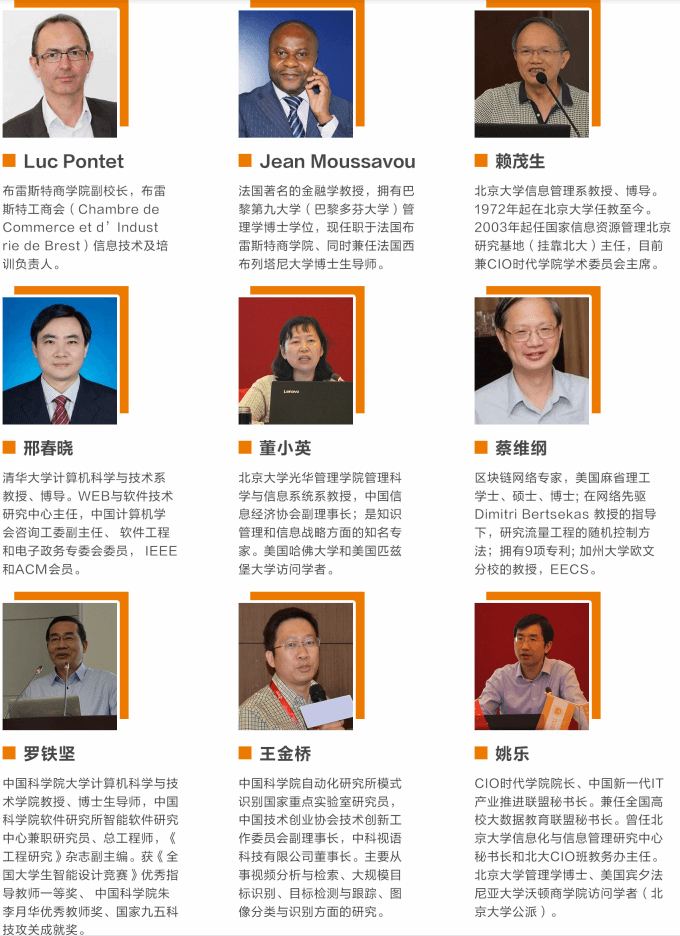 Luc Pontet
布雷斯特商学院副校长，布雷
斯特工商会（Chambre de
Commerce et d’Indust
rie de Brest）信息技术及培
训负责人。
Jean Moussavou
法国著名的金融学教授，拥有巴
黎第九大学（巴黎多芬大学）管
理学博士学位，现任职于法国布
雷斯特商学院、同时兼任法国西
布列塔尼大学博士生导师。
赖茂生
北京大学信息管理系教授、博导。
1972年起在北京大学任教至今。
2003年起任国家信息资源管理北京
研究基地（挂靠北大）主任，目前
兼CIO时代学院学术委员会主席。
邢春晓
清华大学计算机科学与技术系
教授、博导。WEB与软件技术
研究中心主任，中国计算机学
会咨询工委副主任、 软件工程
和电子政务专委会委员， IEEE
和ACM会员。
董小英
北京大学光华管理学院管理科
学与信息系统系教授，中国信
息经济协会副理事长；是知识
管理和信息战略方面的知名专
家。美国哈佛大学和美国匹兹
堡大学访问学者。
Lenovo
蔡维纲
区块链网络专家，美国麻省理工
学士、硕士、博士; 在网络先驱
Dimitri Bertsekas 教授的指导
下，研究流量工程的随机控制方
法；拥有9项专利; 加州大学欧文
分校的教授，EECS。
罗铁坚
中国科学院大学计算机科学与技
术学院教授、博士生导师，中国
科学院软件研究所智能软件研究
中心兼职研究员、总工程师，《
工程研究》杂志副主编。获《全
国大学生智能设计竞赛》优秀指
导教师一等奖、 中国科学院朱
李月华优秀教师奖、国家九五科
技攻关成就奖。
王金桥
中国科学院自动化研究所模式
识别国家重点实验室研究员，
中国技术创业协会技术创新工
作委员会副理事长，中科视语
科技有限公司董事长。主要从
事视频分析与检索、大规模目
标识别、目标检测与跟踪、图
像分类与识别方面的研究。
姚乐
CIO时代学院院长、中国新一代IT
产业推进联盟秘书长。兼任全国高
校大数据教育联盟秘书长。曾任北
京大学信息化与信息管理研究中心
秘书长和北大CIO班教务办主任。
北京大学管理学博士、美国宾夕法
尼亚大学沃顿商学院访问学者（北
京大学公派）。